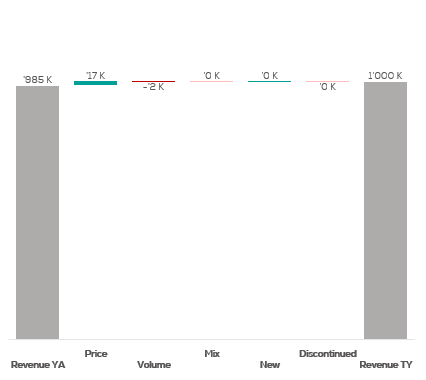 '985 K
'17 K
-'2 K
'0 K
'0 K
'0 K
1'000 K
Revenue YA
Price
Volume
Mix
New
Discontinued
Revenue TY